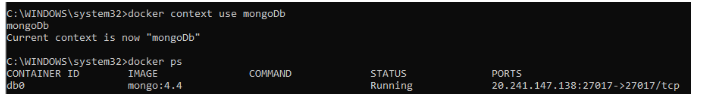 C:\WINDOWS\system32>docker context use mongoDb
mongoDb
Current context is now "mongoDb"
C:\WINDOWS\system32>docker ps
CONTAINER ID IMAGE COMMAND STATUS PORTS
db0 mongo:4.4 Running 20.241.147.138:27017->27017/tcp